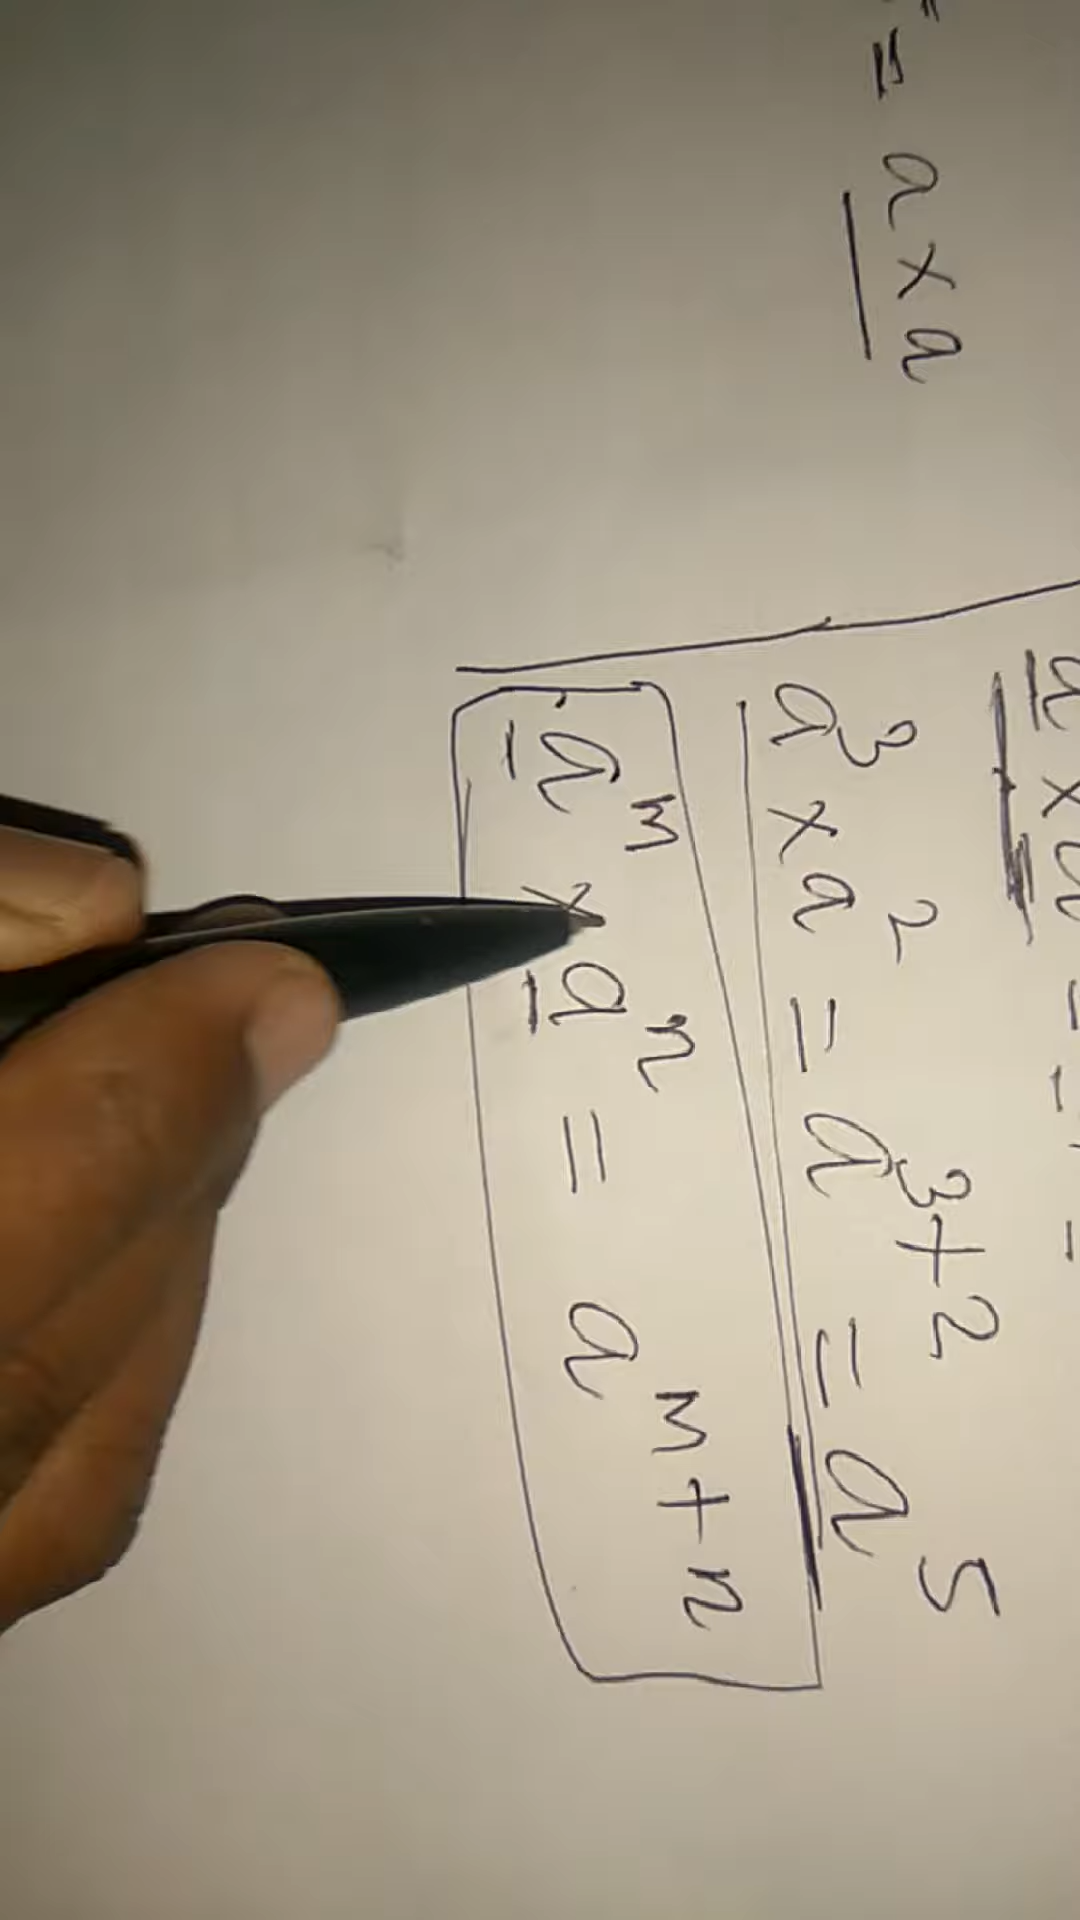 = a × a
a × a =
a³ × a² = a³⁺² = a⁵
aᵐ × aⁿ = aᵐ⁺ⁿ